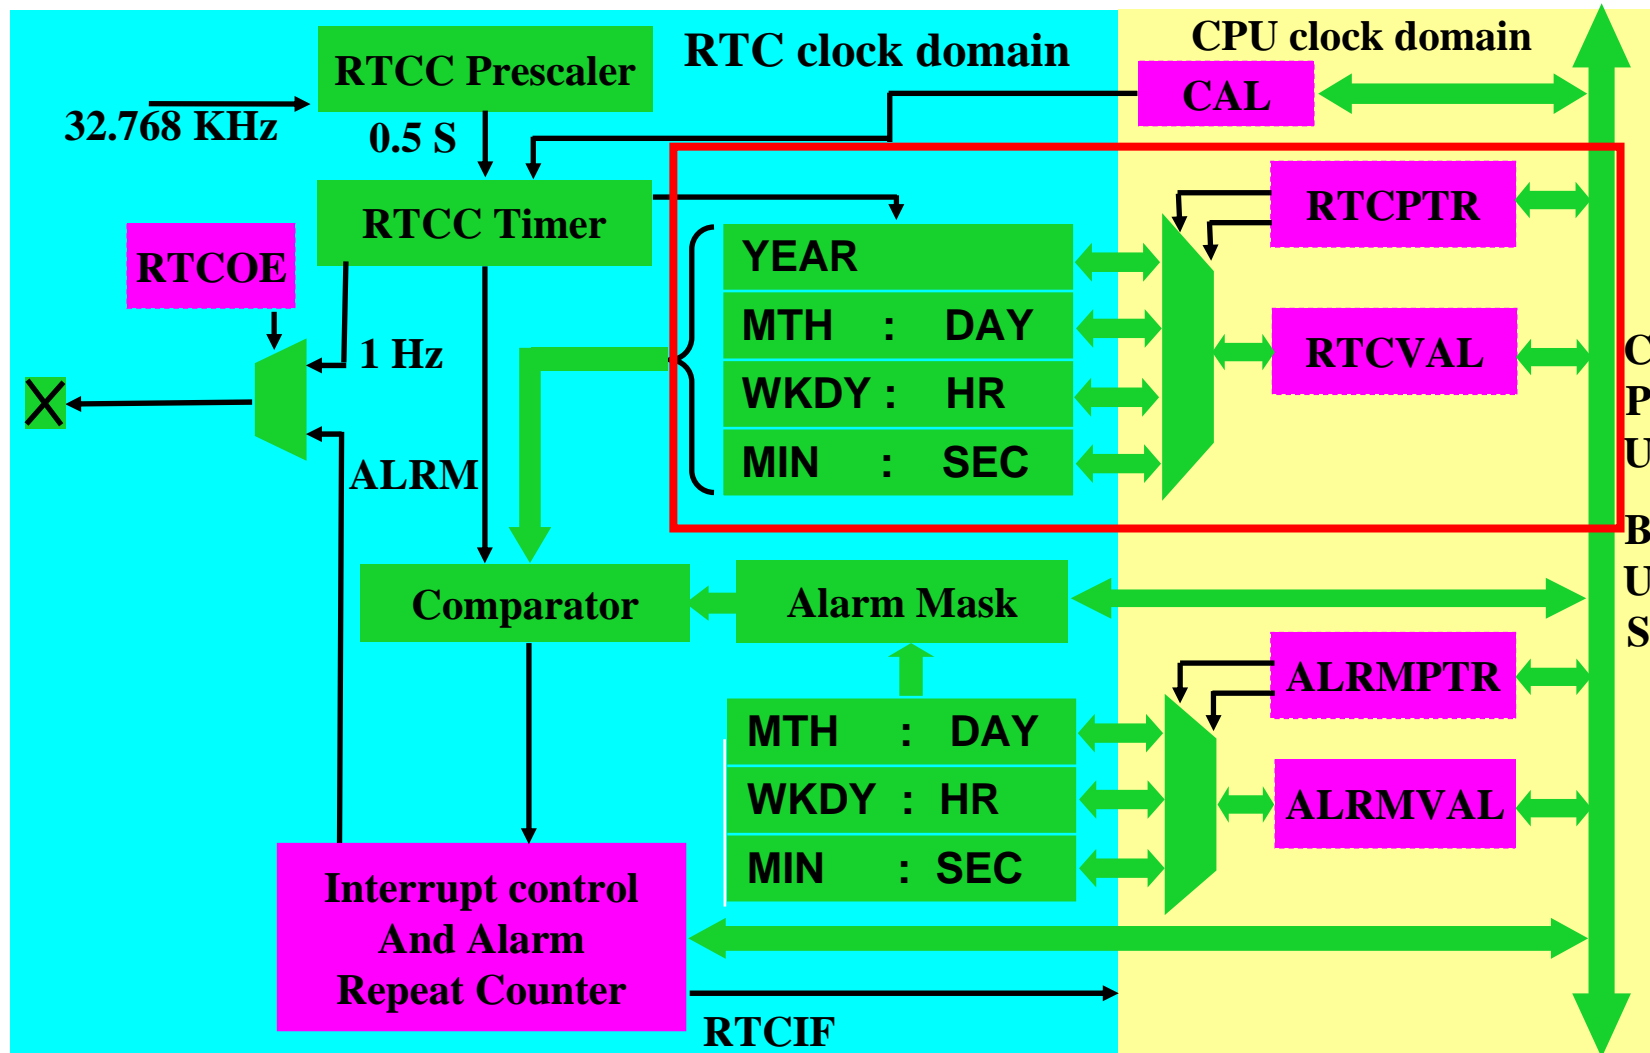 RTC clock domain
CPU clock domain
RTCC Prescaler
CAL
32.768 KHz
0.5 S
RTCC Timer
RTCPTR
RTCOE
YEAR
MTH : DAY
WKDY : HR
MIN : SEC
RTCVAL
1 Hz
ALRM
CPU BUS
Comparator
Alarm Mask
ALRMPTR
MTH : DAY
WKDY : HR
MIN : SEC
ALRMVAL
Interrupt control
And Alarm
Repeat Counter
RTCIF